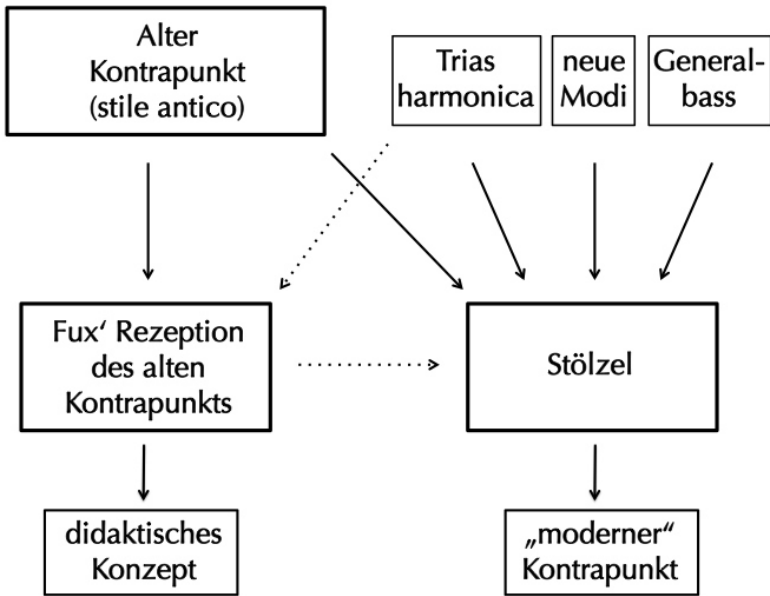 Alter
Kontrapunkt
(stile antico)
Trias
harmonica
neue
Modi
General-
bass
Fux‘ Rezeption
des alten
Kontrapunkts
Stölzel
didaktisches
Konzept
„moderner“
Kontrapunkt